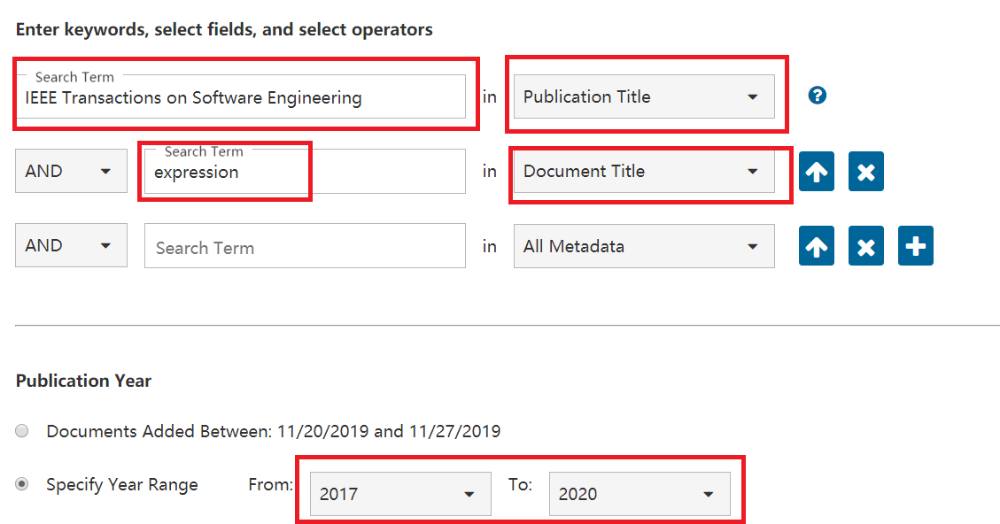 Enter keywords, select fields, and select operators
Search Term
IEEE Transactions on Software Engineering in Publication Title ?
Search Term
AND expression in Document Title
AND Search Term in All Metadata
Publication Year
Documents Added Between: 11/20/2019 and 11/27/2019
Specify Year Range From: 2017 To: 2020